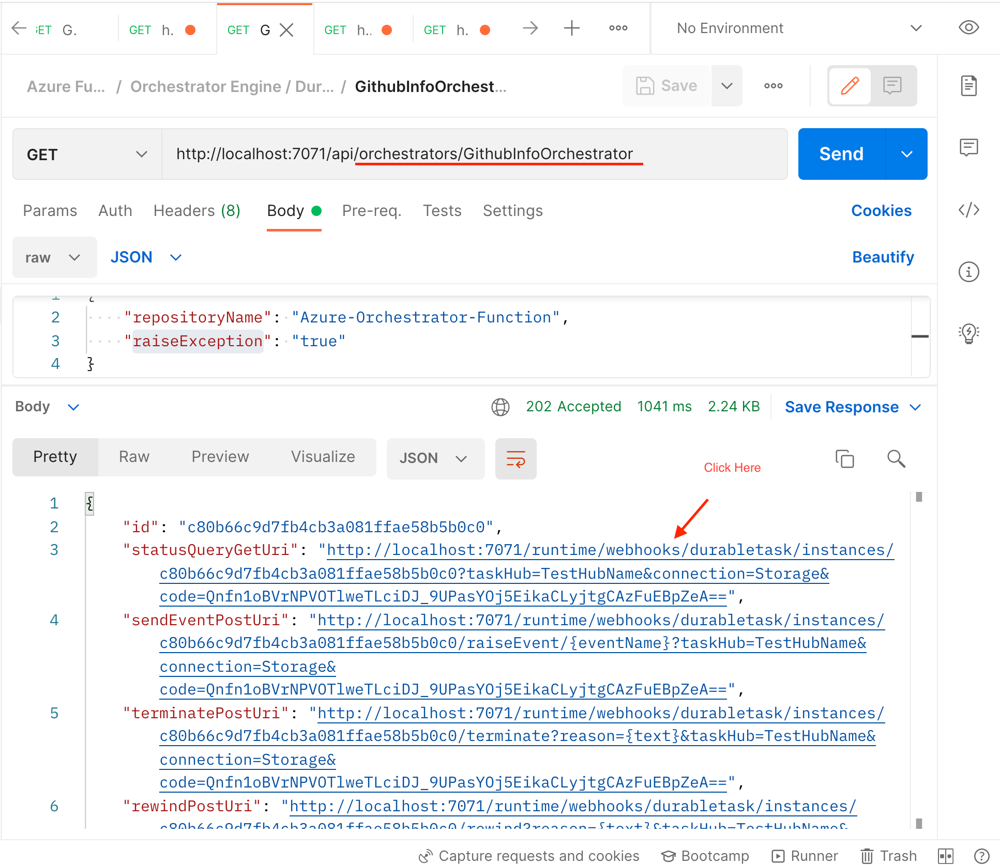 GET G. GET h. GET G GET h.. GET h. No Environment
Azure Fu... / Orchestrator Engine / Dur... / GithubInfoOrchest... Save
GET http://localhost:7071/api/orchestrators/GithubInfoOrchestrator Send
Params Auth Headers (8) Body Pre-req. Tests Settings Cookies
raw JSON Beautify
1 {
2 "repositoryName": "Azure-Orchestrator-Function",
3 "raiseException": "true"
4 }
Body 202 Accepted 1041 ms 2.24 KB Save Response
Pretty Raw Preview Visualize JSON
Click Here
1 {
2 "id": "c80b66c9d7fb4cb3a081ffae58b5b0c0",
3 "statusQueryGetUri": "http://localhost:7071/runtime/webhooks/durabletask/instances/
c80b66c9d7fb4cb3a081ffae58b5b0c0?taskHub=TestHubName&connection=Storage&
code=Qnfn1oBVrNPVOTlweTLciDJ_9UPasYOj5EikaCLyjtgCAzFuEBpZeA==",
4 "sendEventPostUri": "http://localhost:7071/runtime/webhooks/durabletask/instances/
c80b66c9d7fb4cb3a081ffae58b5b0c0/raiseEvent/{eventName}?taskHub=TestHubName&
connection=Storage&
code=Qnfn1oBVrNPVOTlweTLciDJ_9UPasYOj5EikaCLyjtgCAzFuEBpZeA==",
5 "terminatePostUri": "http://localhost:7071/runtime/webhooks/durabletask/instances/
c80b66c9d7fb4cb3a081ffae58b5b0c0/terminate?reason={text}&taskHub=TestHubName&
connection=Storage&
code=Qnfn1oBVrNPVOTlweTLciDJ_9UPasYOj5EikaCLyjtgCAzFuEBpZeA==",
6 "rewindPostUri": "http://localhost:7071/runtime/webhooks/durabletask/instances/
c80b66c9d7fb4cb3a081ffae58b5b0c0/rewind?reason={text}&taskHub=TestHubName&
Capture requests and cookies Bootcamp Runner Trash